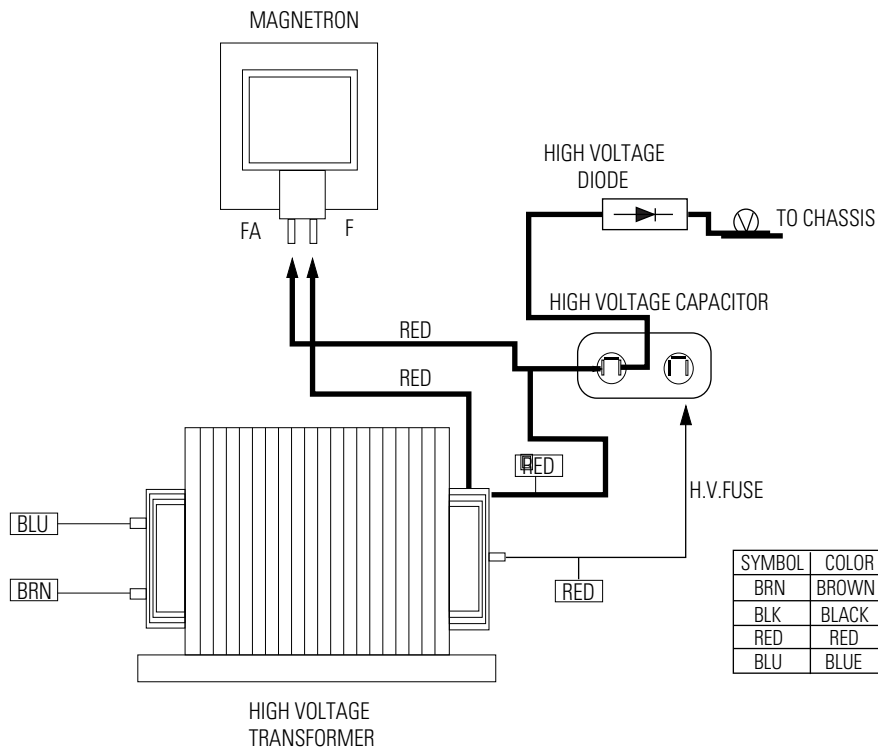 MAGNETRON
HIGH VOLTAGE
DIODE
FA
F
TO CHASSIS
HIGH VOLTAGE CAPACITOR
RED
RED
RED
H.V.FUSE
BLU
BRN
RED
SYMBOL COLOR
BRN BROWN
BLK BLACK
RED RED
BLU BLUE
HIGH VOLTAGE
TRANSFORMER